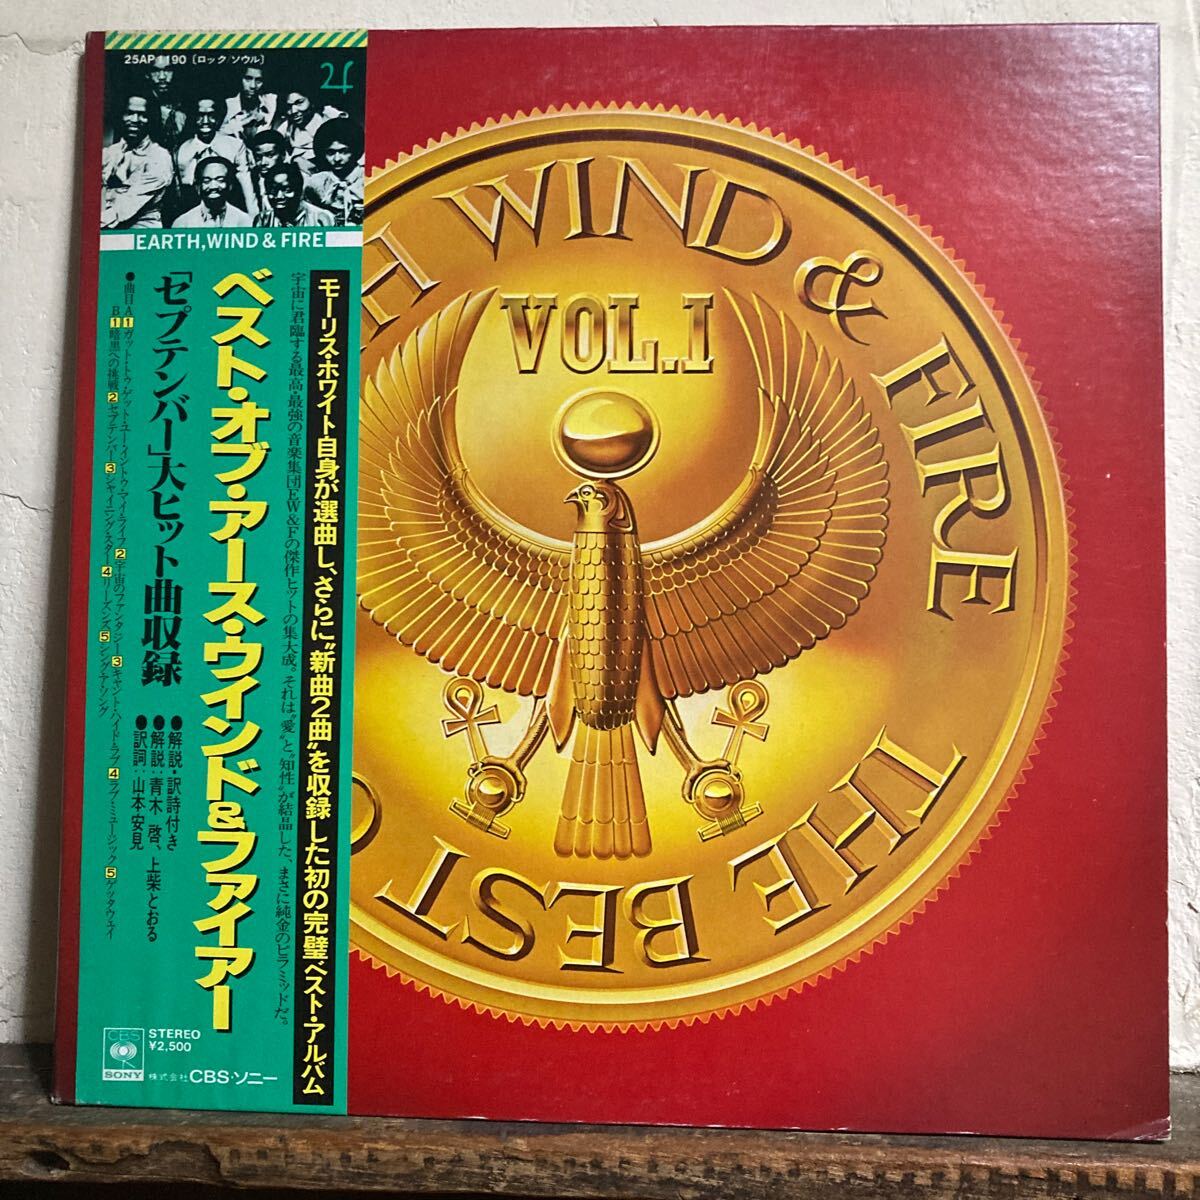 25AP 1190 〔ロック ソウル〕
EARTH, WIND & FIRE
モーリス・ホワイト自身が選曲し、さらに“新曲2曲”を収録した初の完璧ベスト・アルバム
宇宙に君臨する最高・最強の音楽集団EW&Fの傑作ヒットの集大成。それは“愛”と“知性”が結晶した、まさに純金のピラミッドだ。
ベスト・オブ・アース・ウインド&ファイアー
「セプテンバー」大ヒット曲収録
●解説・訳詩付き
●解説:青木 啓、上柴とおる
●訳詞:山本安見
●曲目・A 1 ガット・トゥ・ゲット・ユー・イントゥ・マイ・ライフ 2 宇宙のファンタジー 3 キャント・ハイド・ラブ 4 ラブ・ミュージック 5 ゲッタウェイ
B 1 暗黒への挑戦 2 セプテンバー 3 シャイニング・スター 4 リーズンズ 5 シング・ア・ソング
CBS
SONY
STEREO
¥2,500
株式会社 CBS・ソニー
TH WIND & FIRE
THE BEST O
VOL.I